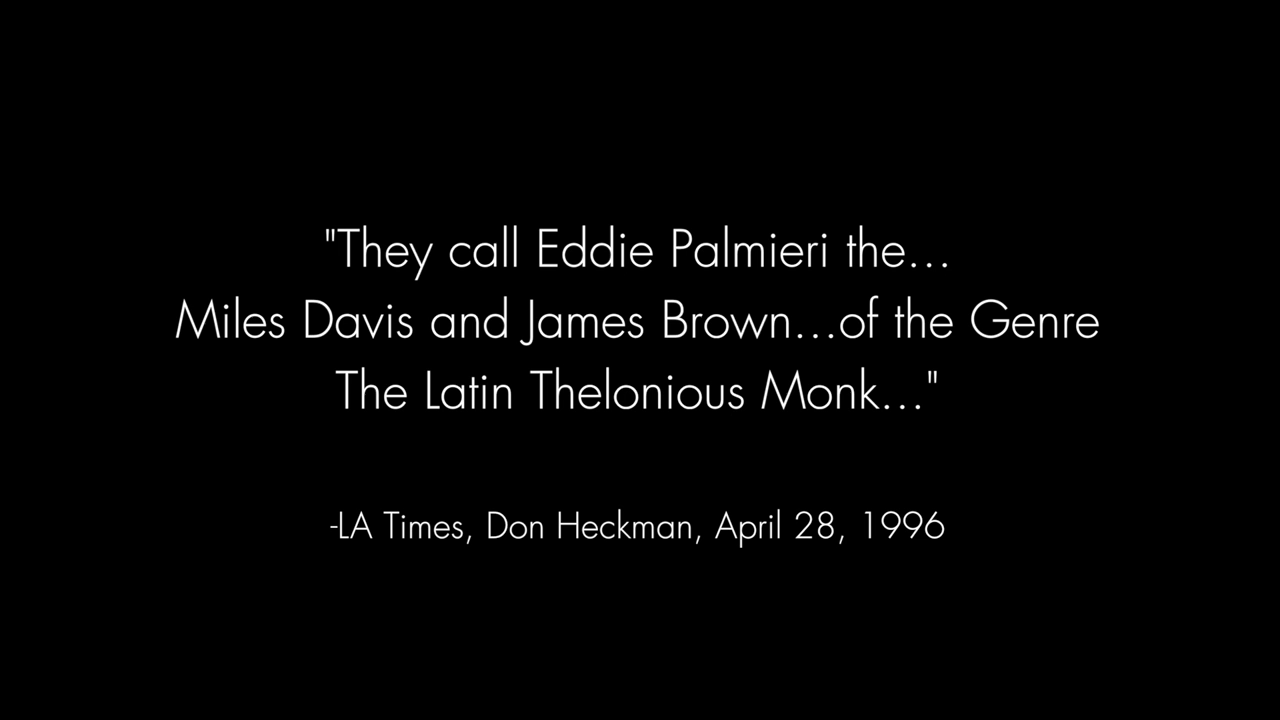 "They call Eddie Palmieri the...
Miles Davis and James Brown...of the Genre
The Latin Thelonious Monk..."
-LA Times, Don Heckman, April 28, 1996